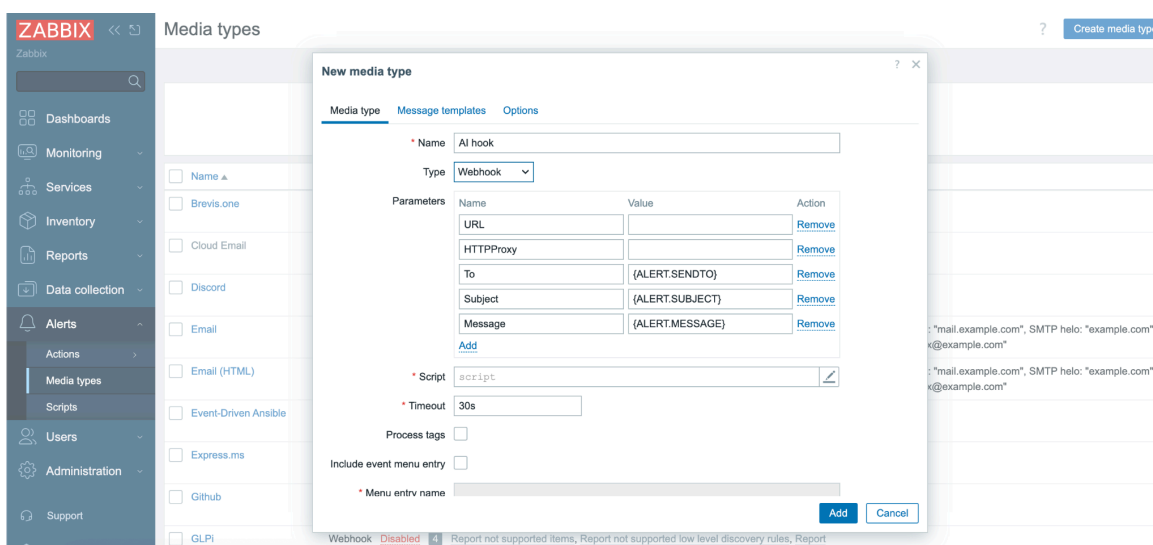 ZABBIX
Zabbix
Dashboards
Monitoring
Services
Inventory
Reports
Data collection
Alerts
Actions
Media types
Scripts
Users
Administration
Support
Media types
? Create media type
Name
Brevis.one
Cloud Email
Discord
Email
: "mail.example.com", SMTP helo: "example.com"
x@example.com"
Email (HTML)
: "mail.example.com", SMTP helo: "example.com"
x@example.com"
Event-Driven Ansible
Express.ms
Github
GLPi Webhook Disabled 4 Report not supported items, Report not supported low level discovery rules, Report
New media type
?
Media type Message templates Options
* Name AI hook
Type Webhook
Parameters Name Value Action
URL Remove
HTTPProxy Remove
To {ALERT.SENDTO} Remove
Subject {ALERT.SUBJECT} Remove
Message {ALERT.MESSAGE} Remove
Add
* Script script
* Timeout 30s
Process tags
Include event menu entry
* Menu entry name
Add Cancel